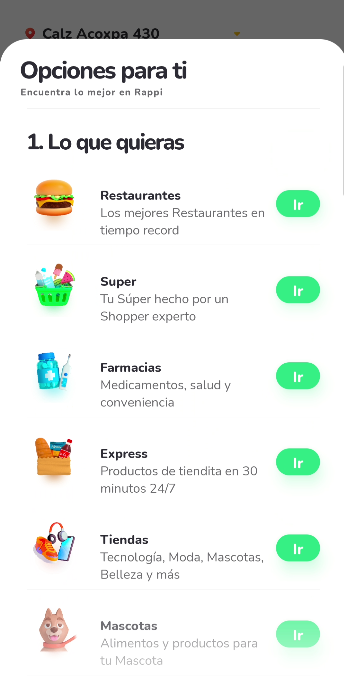 Calz Acoxpa 430
Opciones para ti
Encuentra lo mejor en Rappi
1. Lo que quieras
Restaurantes
Los mejores Restaurantes en
tiempo record
Ir
Super
Tu Súper hecho por un
Shopper experto
Ir
Farmacias
Medicamentos, salud y
conveniencia
Ir
Express
Productos de tiendita en 30
minutos 24/7
Ir
Tiendas
Tecnología, Moda, Mascotas,
Belleza y más
Ir
Mascotas
Alimentos y productos para
tu Mascota
Ir